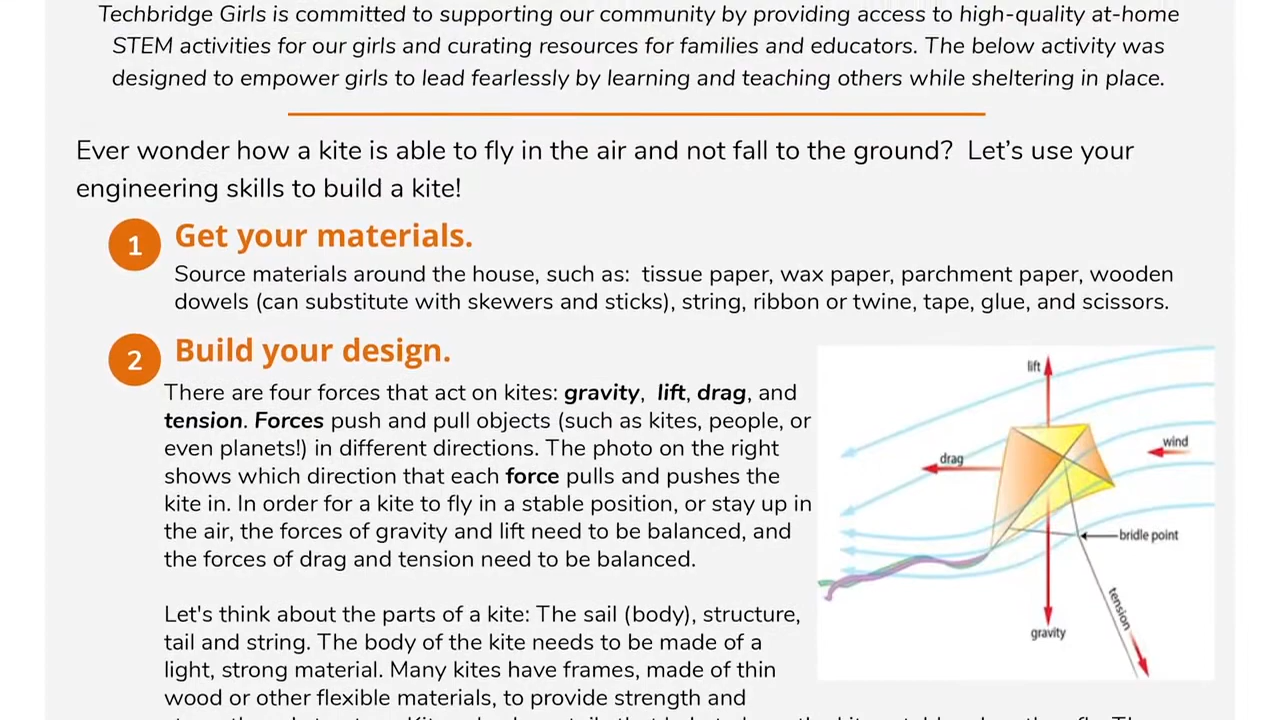 Techbridge Girls is committed to supporting our community by providing access to high-quality at-home
STEM activities for our girls and curating resources for families and educators. The below activity was
designed to empower girls to lead fearlessly by learning and teaching others while sheltering in place.
Ever wonder how a kite is able to fly in the air and not fall to the ground? Let's use your
engineering skills to build a kite!
1 Get your materials.
Source materials around the house, such as: tissue paper, wax paper, parchment paper, wooden
dowels (can substitute with skewers and sticks), string, ribbon or twine, tape, glue, and scissors.
2 Build your design.
There are four forces that act on kites: gravity, lift, drag, and
tension. Forces push and pull objects (such as kites, people, or
even planets!) in different directions. The photo on the right
shows which direction that each force pulls and pushes the
kite in. In order for a kite to fly in a stable position, or stay up in
the air, the forces of gravity and lift need to be balanced, and
the forces of drag and tension need to be balanced.
Let's think about the parts of a kite: The sail (body), structure,
tail and string. The body of the kite needs to be made of a
light, strong material. Many kites have frames, made of thin
wood or other flexible materials, to provide strength and
lift
drag
wind
bridle point
tension
gravity